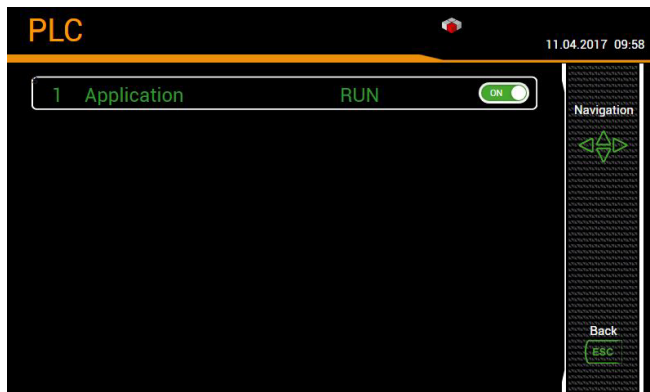 PLC
11.04.2017 09:58
1 Application RUN ON
Navigation
Back
ESC